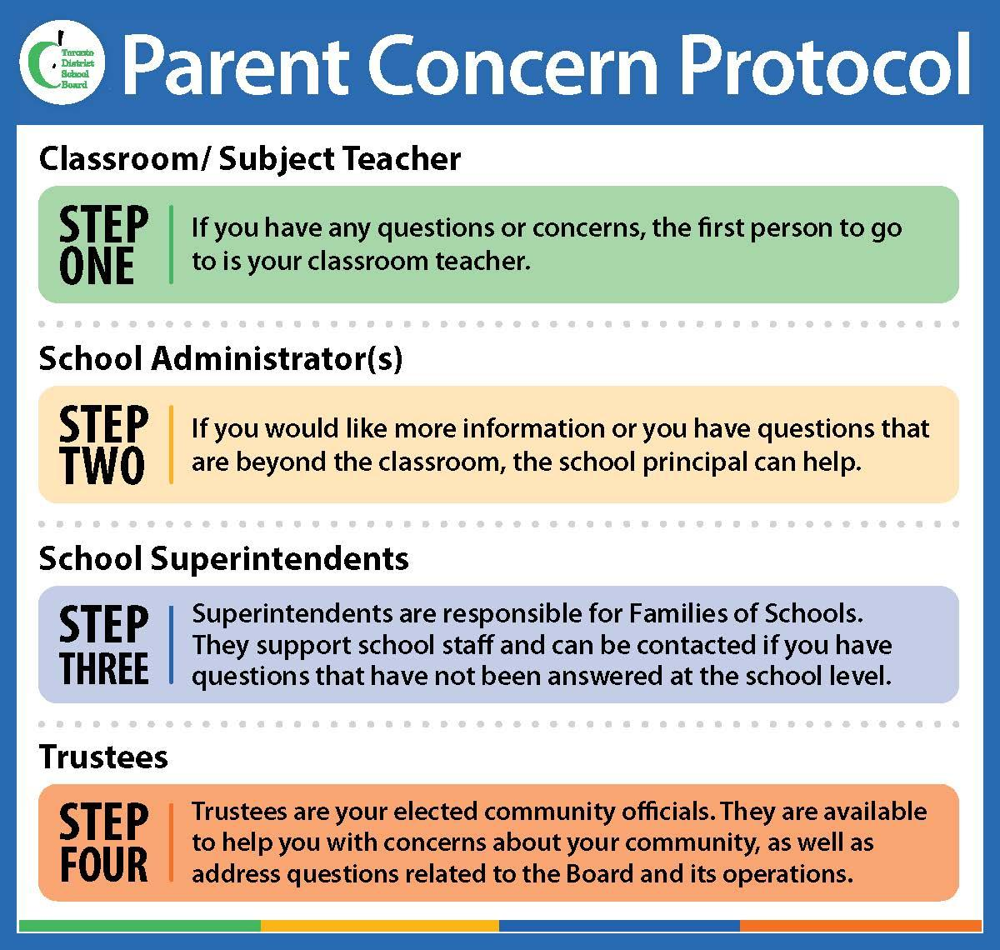 Toronto
District
School
Board
Parent Concern Protocol
Classroom/ Subject Teacher
STEP
ONE
If you have any questions or concerns, the first person to go
to is your classroom teacher.
School Administrator(s)
STEP
TWO
If you would like more information or you have questions that
are beyond the classroom, the school principal can help.
School Superintendents
STEP
THREE
Superintendents are responsible for Families of Schools.
They support school staff and can be contacted if you have
questions that have not been answered at the school level.
Trustees
STEP
FOUR
Trustees are your elected community officials. They are available
to help you with concerns about your community, as well as
address questions related to the Board and its operations.